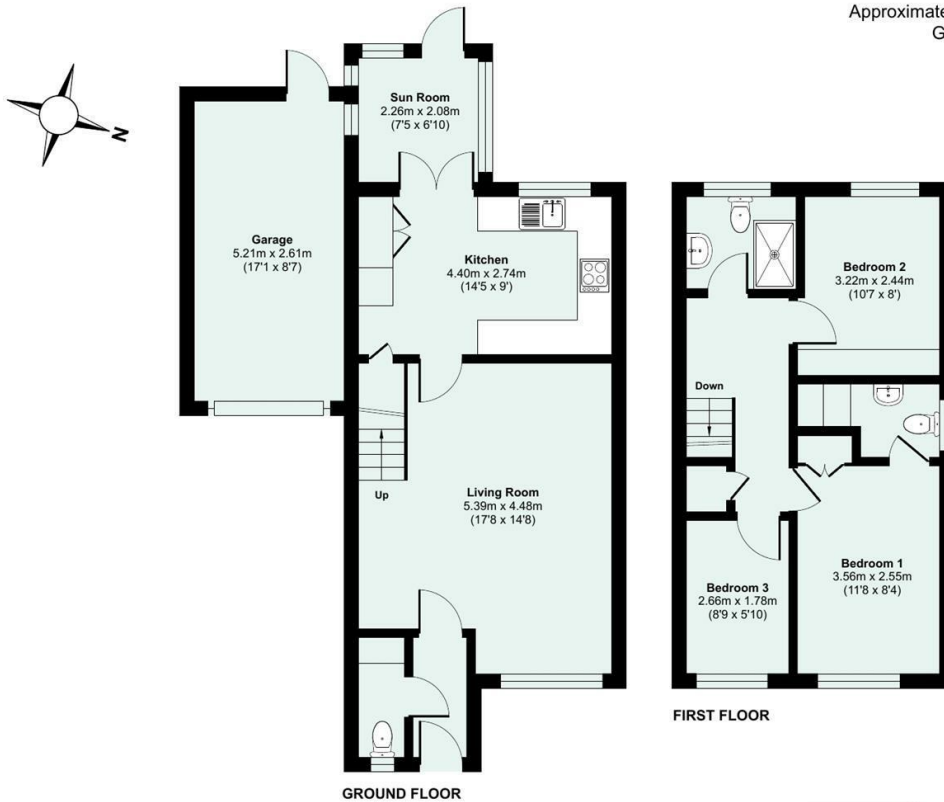 Approximate
G
N
Sun Room
2.26m x 2.08m
(7'5 x 6'10)
Garage
5.21m x 2.61m
(17'1 x 8'7)
Kitchen
4.40m x 2.74m
(14'5 x 9')
Up
Living Room
5.39m x 4.48m
(17'8 x 14'8)
GROUND FLOOR
Bedroom 2
3.22m x 2.44m
(10'7 x 8')
Down
Bedroom 1
3.56m x 2.55m
(11'8 x 8'4)
Bedroom 3
2.66m x 1.78m
(8'9 x 5'10)
FIRST FLOOR